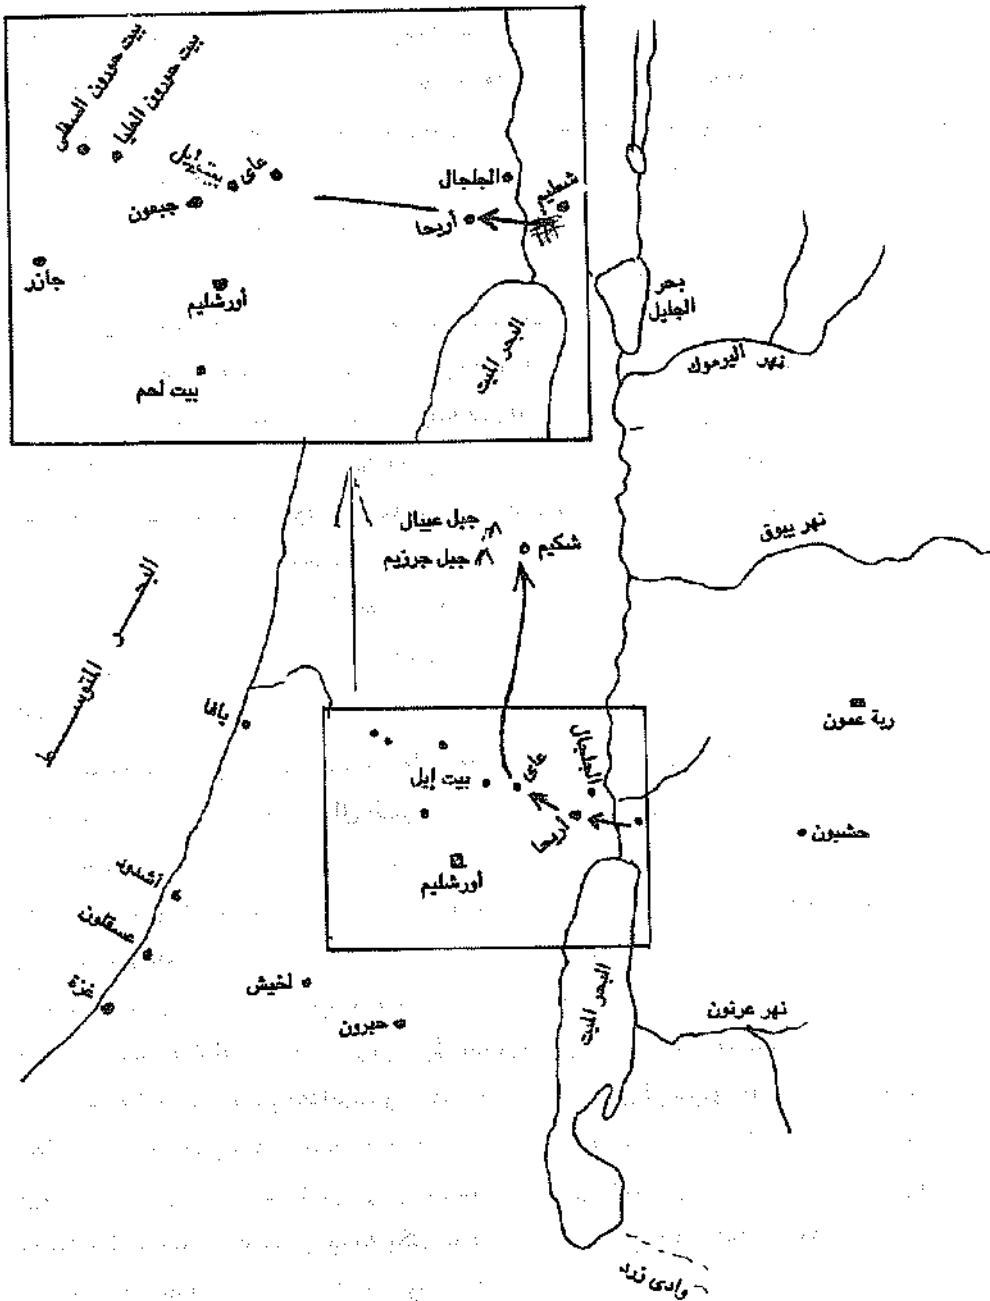 بيت حورون السفلى
بيت حورون العليا
بيت إيل
عاى
جبعون
الجلجال
شطيم
أريحا
جازر
أورشليم
بيت لحم
البحر الميت
بحر
الجليل
نهر اليرموك
جبل عيبال
جبل جرزيم
شكيم
نهر يبوق
البحر
المتوسط
يافا
ربة عمون
الجلجال
عاى
بيت إيل
أريحا
حشبون
أورشليم
أشدود
عسقلون
غزة
لخيش
حبرون
البحر الميت
نهر عرنون
وادى زرد